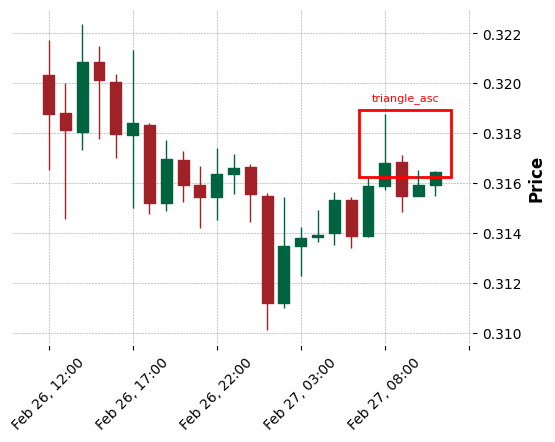 0.322
0.320
triangle_asc
0.318
0.316
0.314
0.312
0.310
Price
Feb 26, 12:00
Feb 26, 17:00
Feb 26, 22:00
Feb 27, 03:00
Feb 27, 08:00